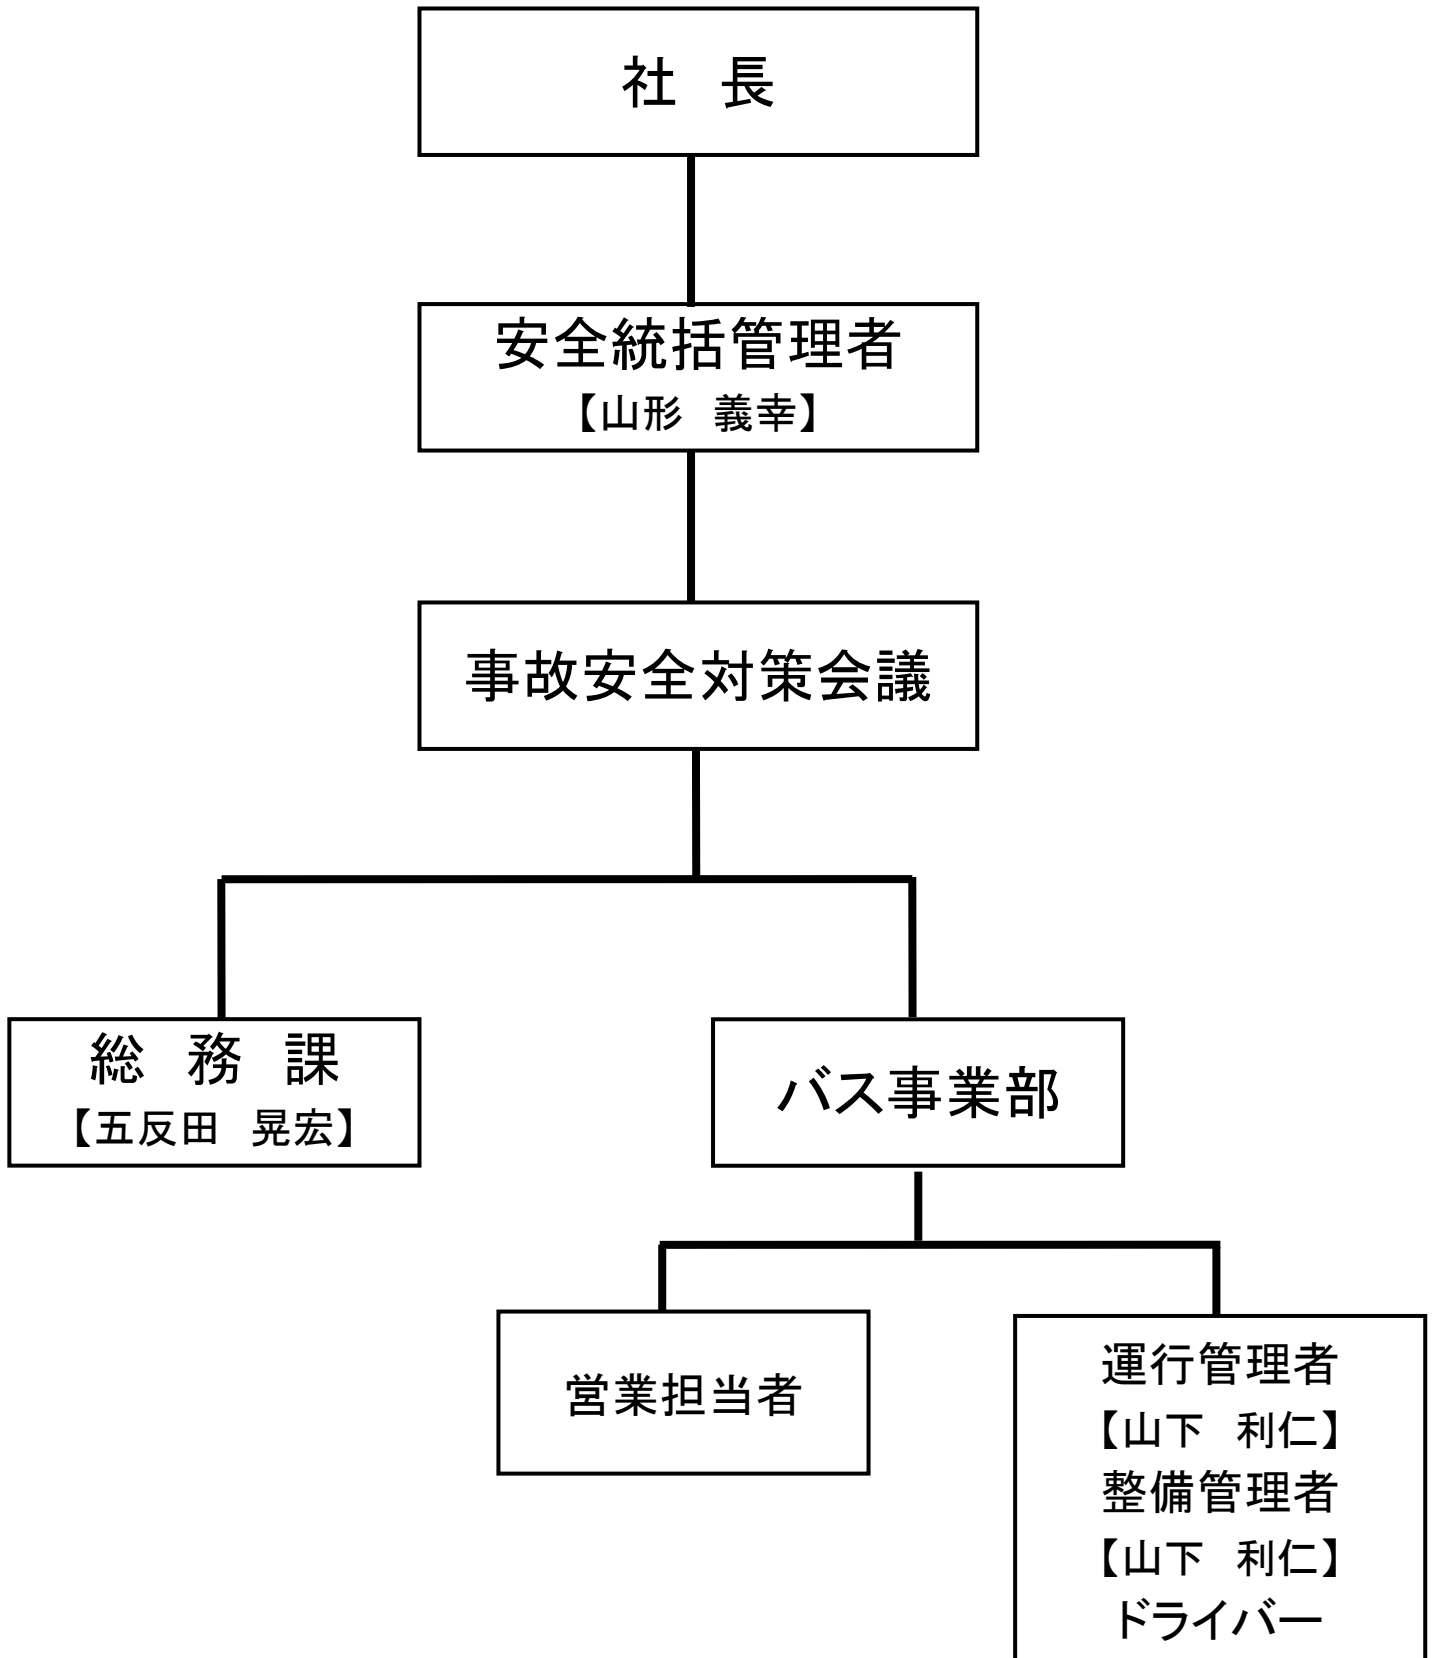 社　長
安全統括管理者
【山形　義幸】
事故安全対策会議
総　務　課
【五反田　晃宏】
バス事業部
営業担当者
運行管理者
【山下　利仁】
整備管理者
【山下　利仁】
ドライバー